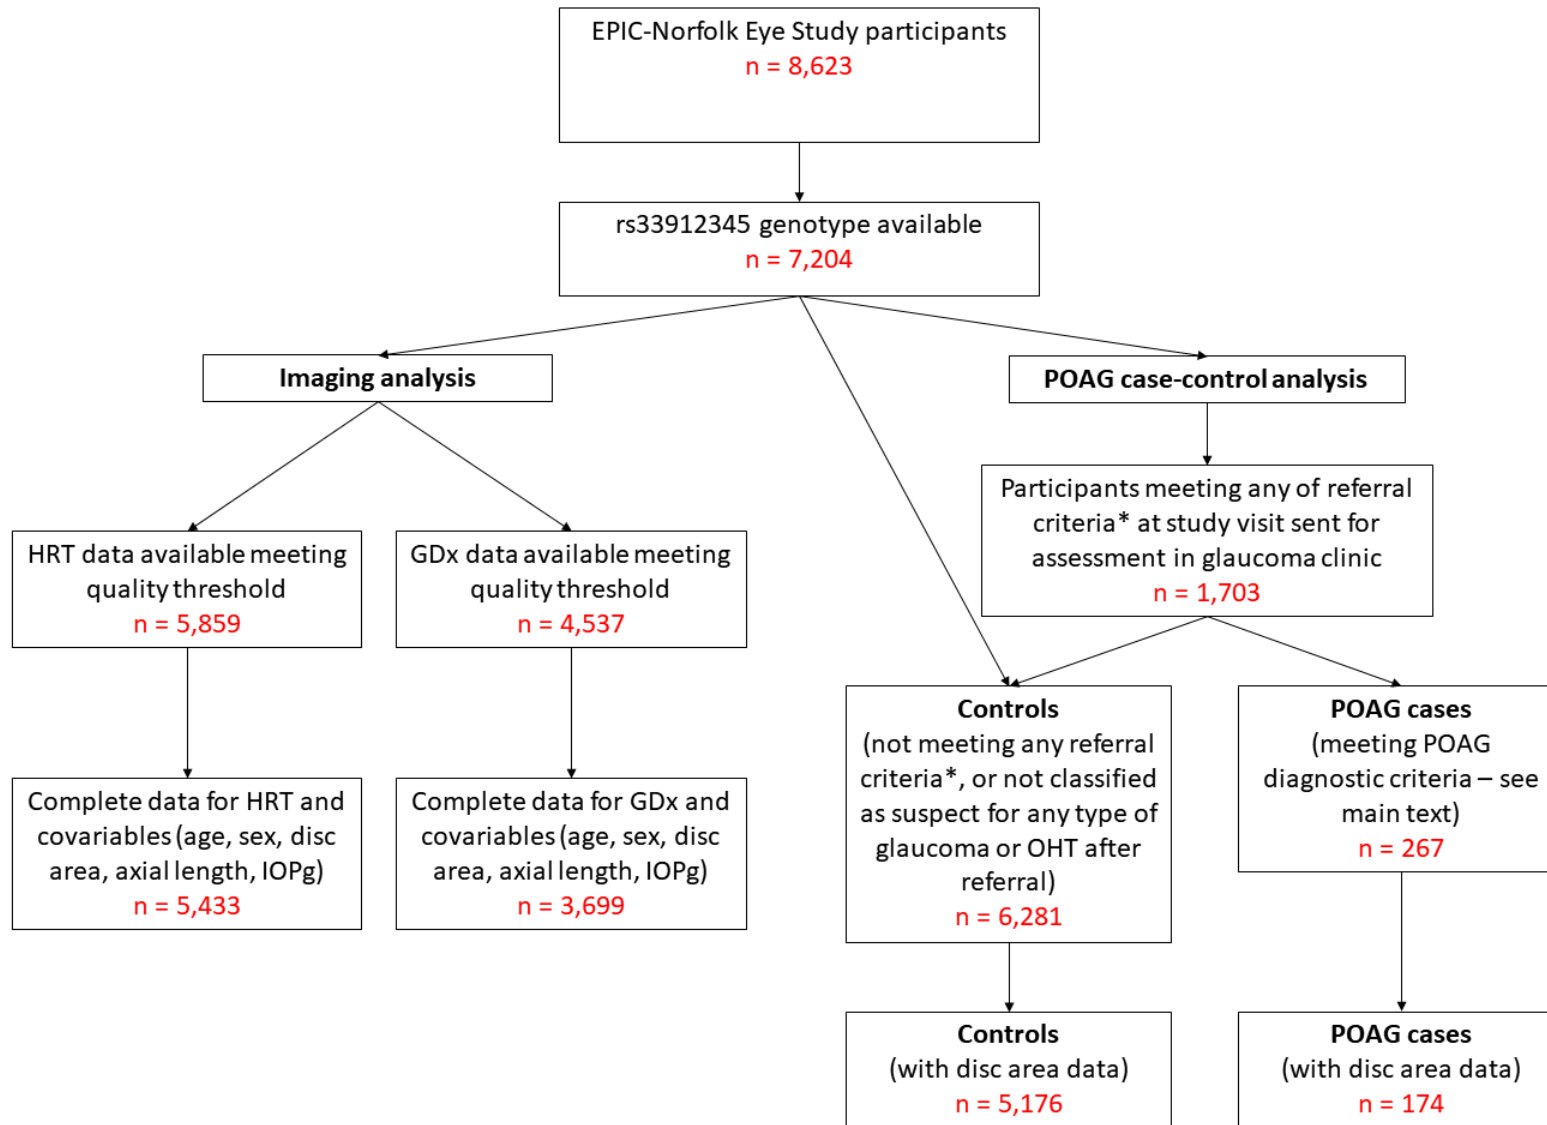 EPIC-Norfolk Eye Study participants
n = 8,623
rs33912345 genotype available
n = 7,204
Imaging analysis
POAG case-control analysis
HRT data available meeting
quality threshold
n = 5,859
GDx data available meeting
quality threshold
n = 4,537
Participants meeting any of referral
criteria* at study visit sent for
assessment in glaucoma clinic
n = 1,703
Complete data for HRT and
covariables (age, sex, disc
area, axial length, IOPg)
n = 5,433
Complete data for GDx and
covariables (age, sex, disc
area, axial length, IOPg)
n = 3,699
Controls
(not meeting any referral
criteria*, or not classified
as suspect for any type of
glaucoma or OHT after
referral)
n = 6,281
POAG cases
(meeting POAG
diagnostic criteria – see
main text)
n = 267
Controls
(with disc area data)
n = 5,176
POAG cases
(with disc area data)
n = 174